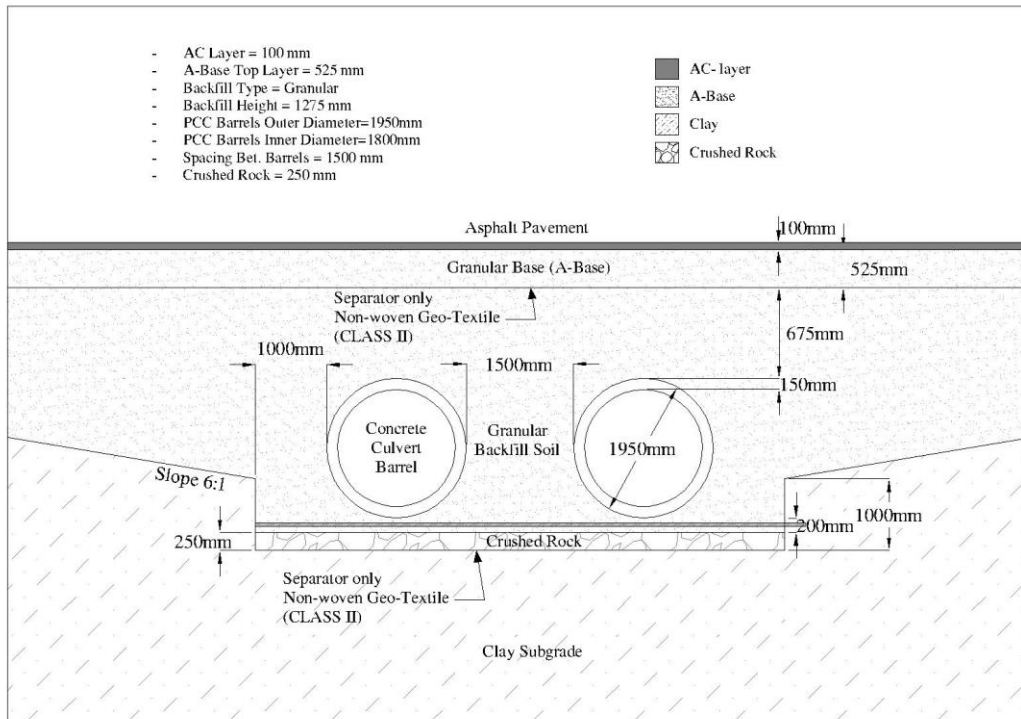 - AC Layer = 100 mm
- A-Base Top Layer = 525 mm
- Backfill Type = Granular
- Backfill Height = 1275 mm
- PCC Barrels Outer Diameter=1950mm
- PCC Barrels Inner Diameter=1800mm
- Spacing Bet. Barrels = 1500 mm
- Crushed Rock = 250 mm
AC- layer
A-Base
Clay
Crushed Rock
Asphalt Pavement
100mm
Granular Base (A-Base)
525mm
Separator only
Non-woven Geo-Textile
(CLASS II)
675mm
1000mm
1500mm
150mm
Concrete
Culvert
Barrel
Granular
Backfill Soil
1950mm
Slope 6:1
1000mm
200mm
250mm
Crushed Rock
Separator only
Non-woven Geo-Textile
(CLASS II)
Clay Subgrade